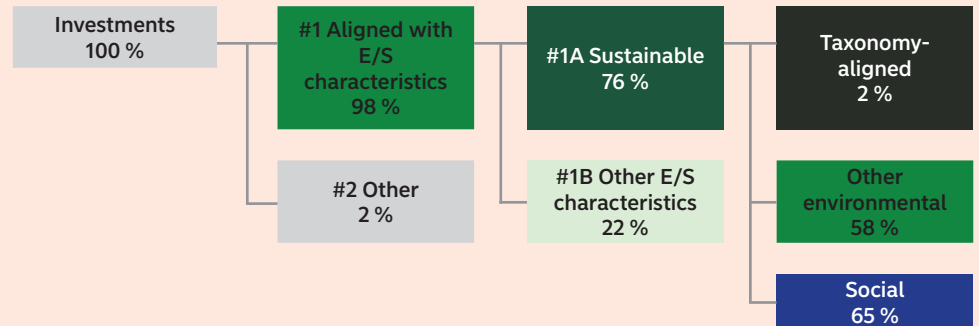 Investments
100 %
#1 Aligned with
E/S
characteristics
98 %
#1A Sustainable
76 %
Taxonomy-
aligned
2 %
#2 Other
2 %
#1B Other E/S
characteristics
22 %
Other
environmental
58 %
Social
65 %